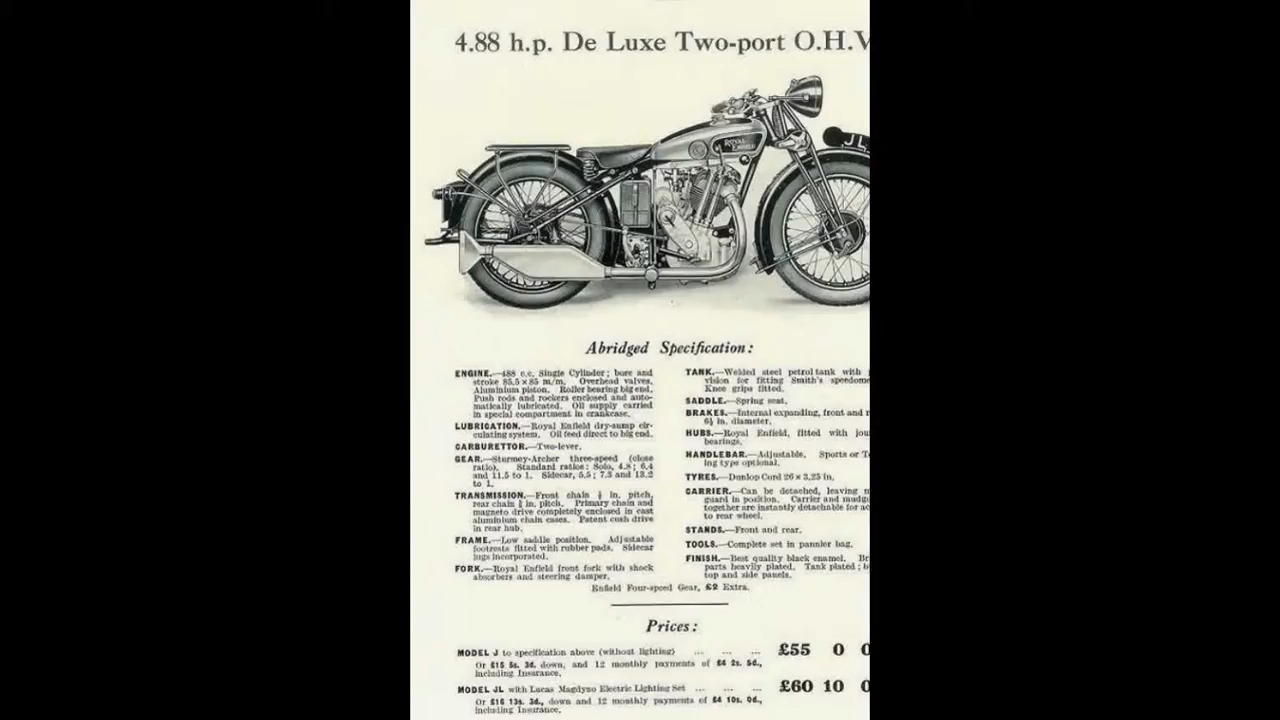 4.88 h.p. De Luxe Two-port O.H.V
ROYAL
ENFIELD
JL
Abridged Specification:
ENGINE.—488 c.c. Single Cylinder; bore and
stroke 85.5 × 85 m/m. Overhead valves,
Aluminium piston. Roller bearing big end.
Push rods and rockers enclosed and auto-
matically lubricated. Oil supply carried
in special compartment in crankcase.
LUBRICATION.—Royal Enfield dry-sump cir-
culating system. Oil feed direct to big end.
CARBURETTOR.—Two-lever.
GEAR.—Sturmey-Archer three-speed (close
ratio). Standard ratios: Solo, 4.8; 6.4
and 11.5 to 1. Sidecar, 5.5; 7.3 and 13.2
to 1.
TRANSMISSION.—Front chain in. pitch,
rear chain in. pitch. Primary chain and
magneto drive completely enclosed in cast
aluminium chain cases. Patent cush drive
in rear hub.
FRAME.—Low saddle position. Adjustable
footrests fitted with rubber pads. Sidecar
lugs incorporated.
FORK.—Royal Enfield front fork with shock
absorbers and steering damper.
TANK.—Welded steel petrol tank with p
vision for fitting Smith's speedome
Knee grips fitted.
SADDLE.—Spring seat.
BRAKES.—Internal expanding, front and r
in. diameter.
HUBS.—Royal Enfield, fitted with jou
bearings.
HANDLEBAR.—Adjustable. Sports or To
ing type optional.
TYRES.—Dunlop Cord 26 × 3.25 in.
CARRIER.—Can be detached, leaving m
guard in position. Carrier and mudgu
together are instantly detachable for ac
to rear wheel.
STANDS.—Front and rear.
TOOLS.—Complete set in pannier bag.
FINISH.—Best quality black enamel. Br
parts heavily plated. Tank plated; b
top and side panels.
Enfield Four-speed Gear, £2 Extra.
Prices:
MODEL J to specification above (without lighting) ... ... ... £55 0 0
Or £15 5s. 3d. down, and 12 monthly payments of £4 2s. 5d.,
including Insurance.
MODEL JL with Lucas Magdyno Electric Lighting Set ... ... ... £60 10 0
Or £16 13s. 3d., down and 12 monthly payments of £4 10s. 0d.,
including Insurance.